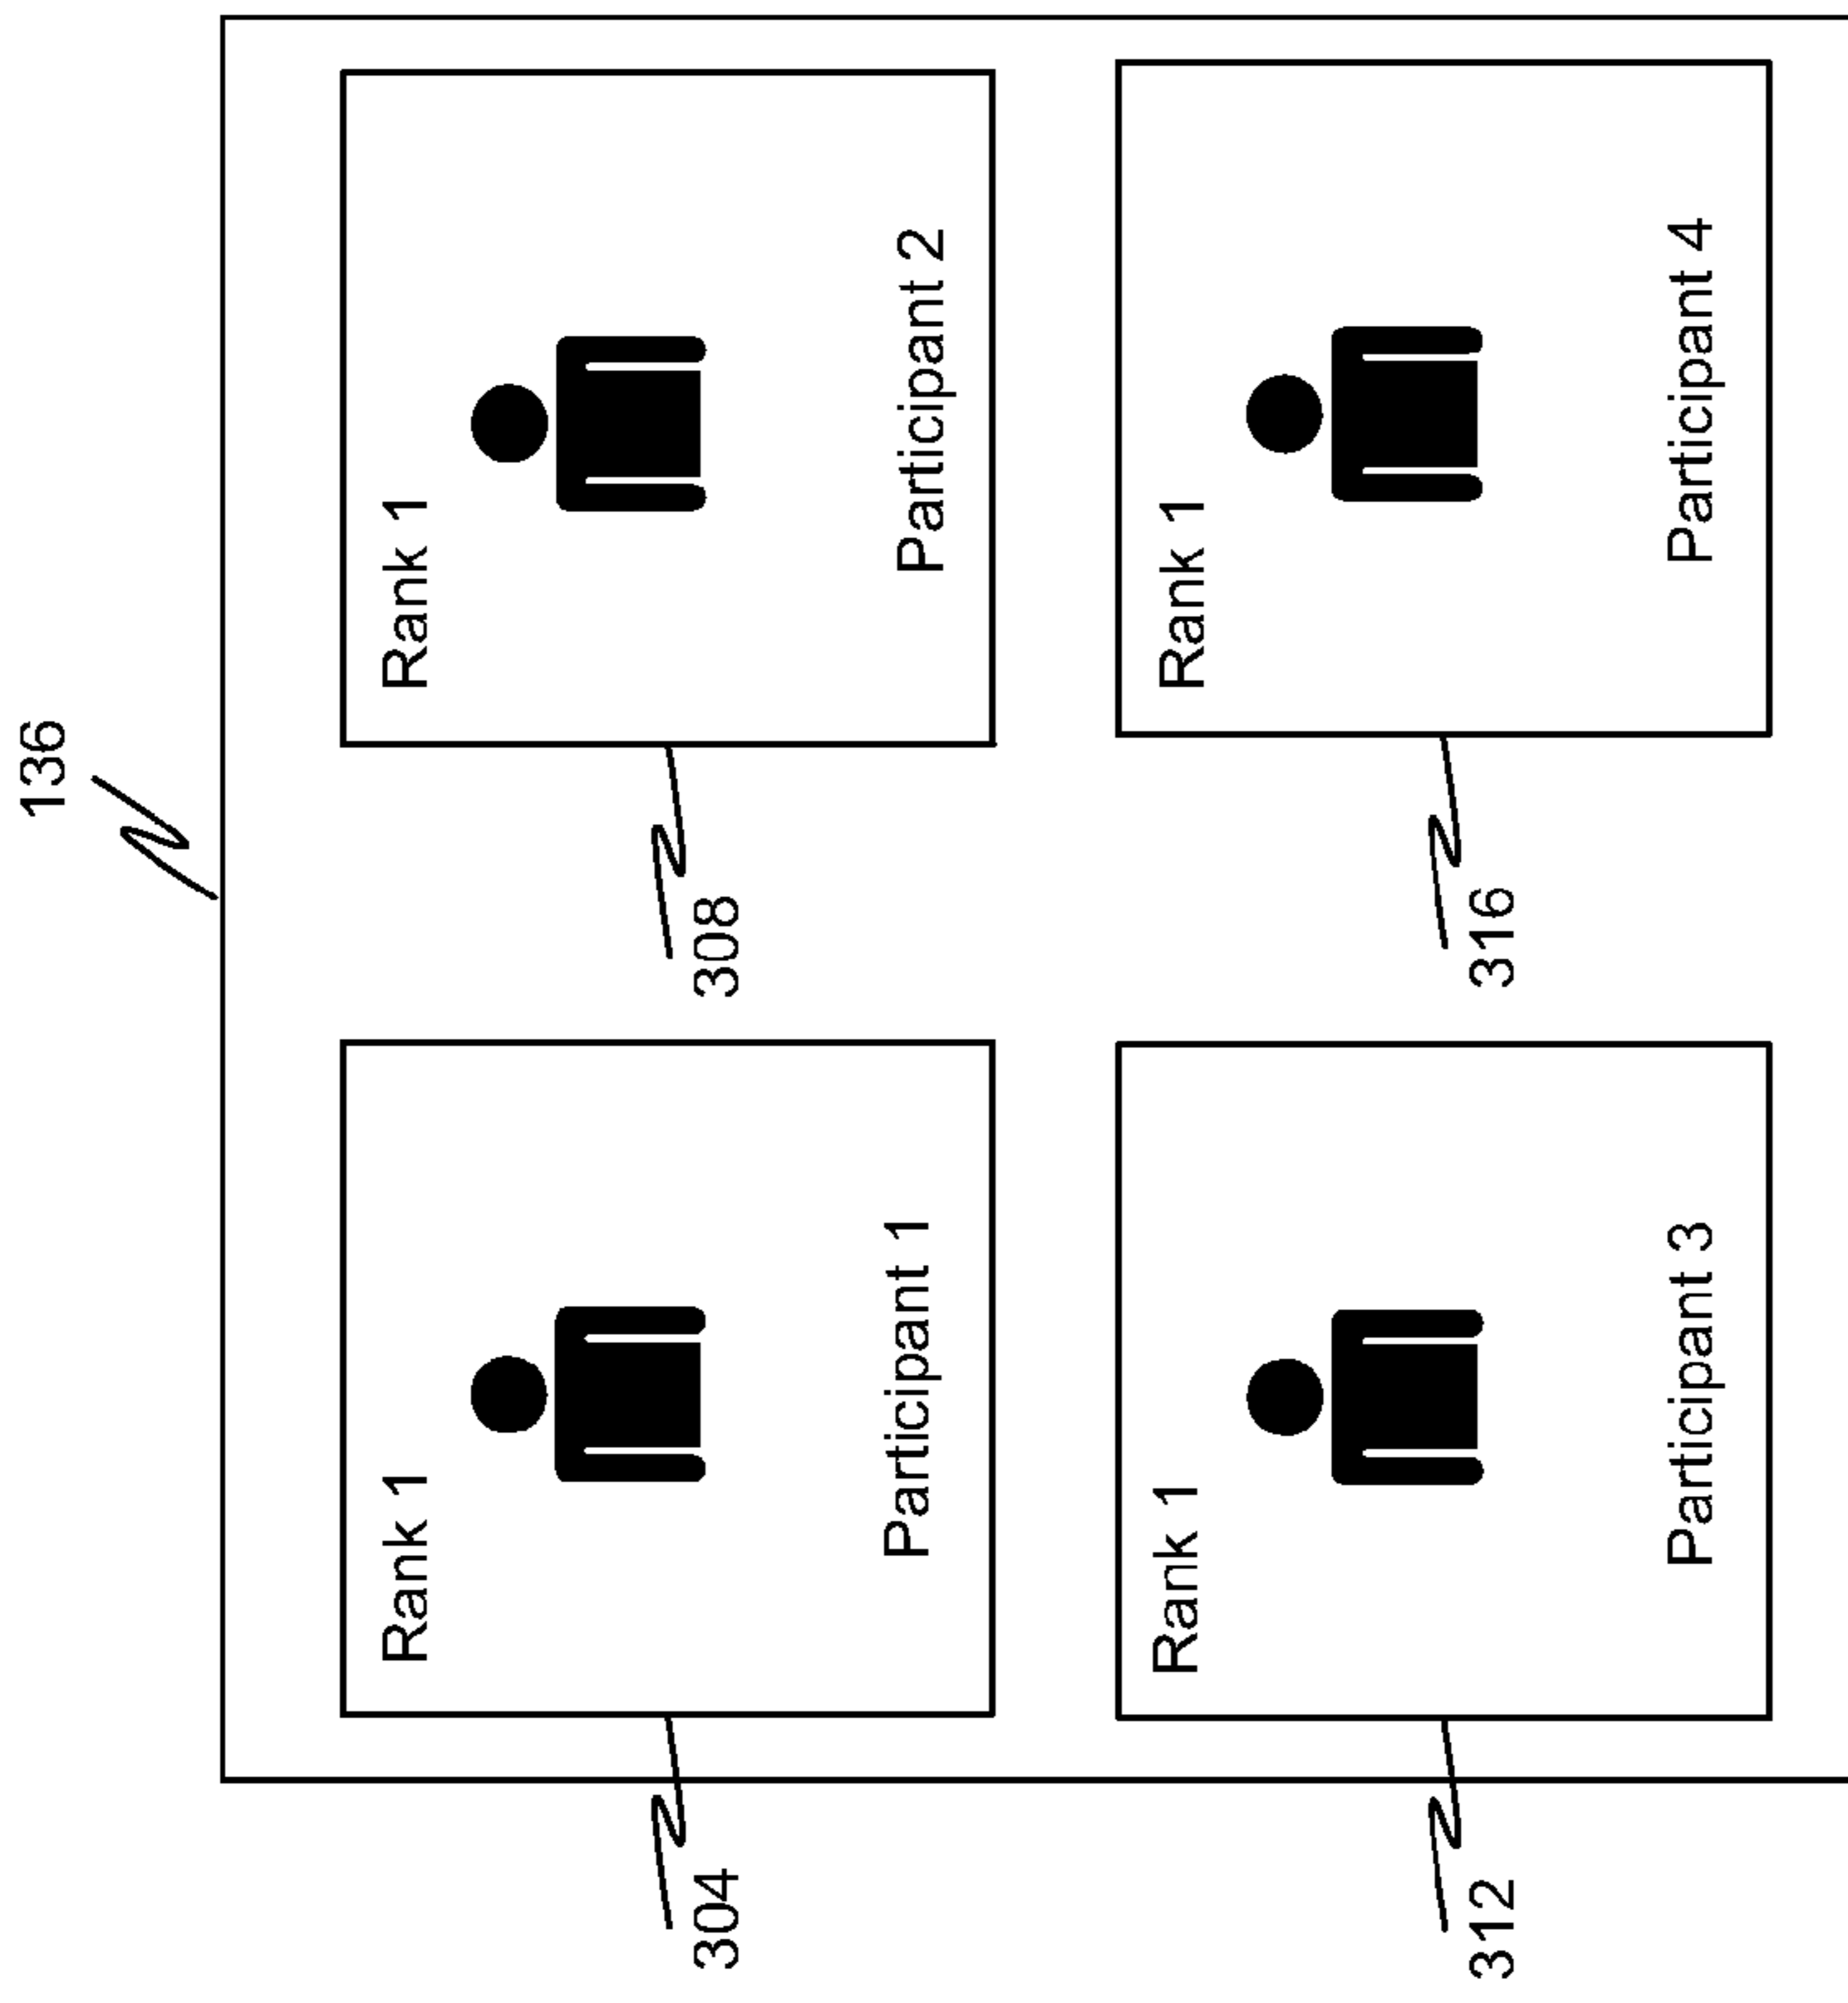 136
Rank 1
Participant 1
304
Rank 1
Participant 2
308
Rank 1
Participant 3
312
Rank 1
Participant 4
316